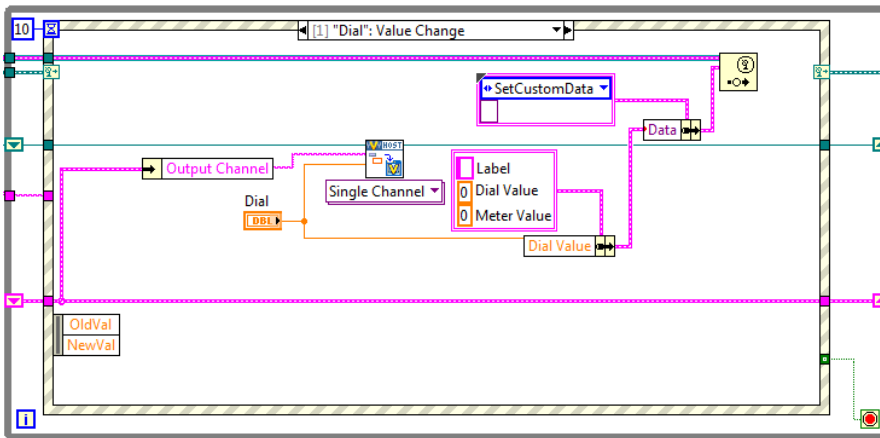 10
[1] "Dial": Value Change
SetCustomData
Data
HOST
Output Channel
Single Channel
Label
0 Dial Value
0 Meter Value
Dial
DBL
Dial Value
OldVal
NewVal
i